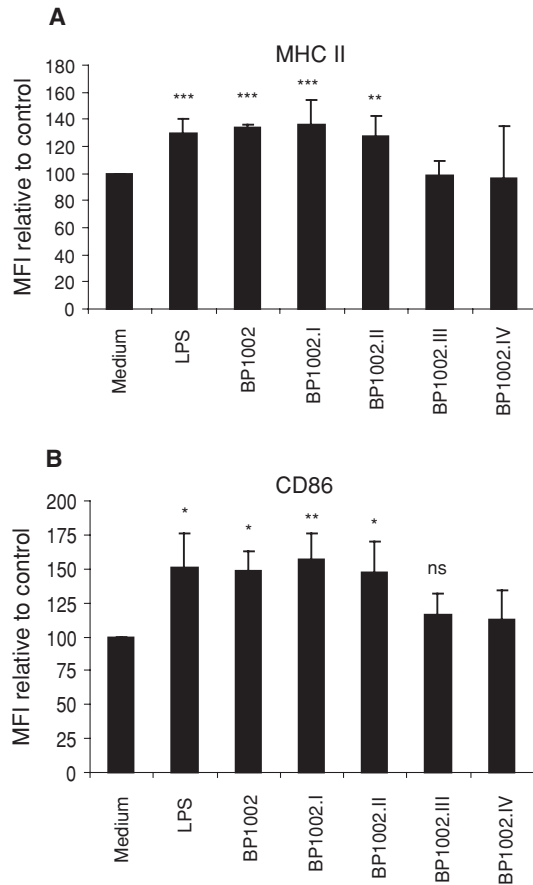 A
MHC II
MFI relative to control
180
160
140
120
100
80
60
40
20
0
***
***
***
**
Medium
LPS
BP1002
BP1002.I
BP1002.II
BP1002.III
BP1002.IV
B
CD86
MFI relative to control
200
175
150
125
100
75
50
25
0
*
*
**
*
ns
Medium
LPS
BP1002
BP1002.I
BP1002.II
BP1002.III
BP1002.IV